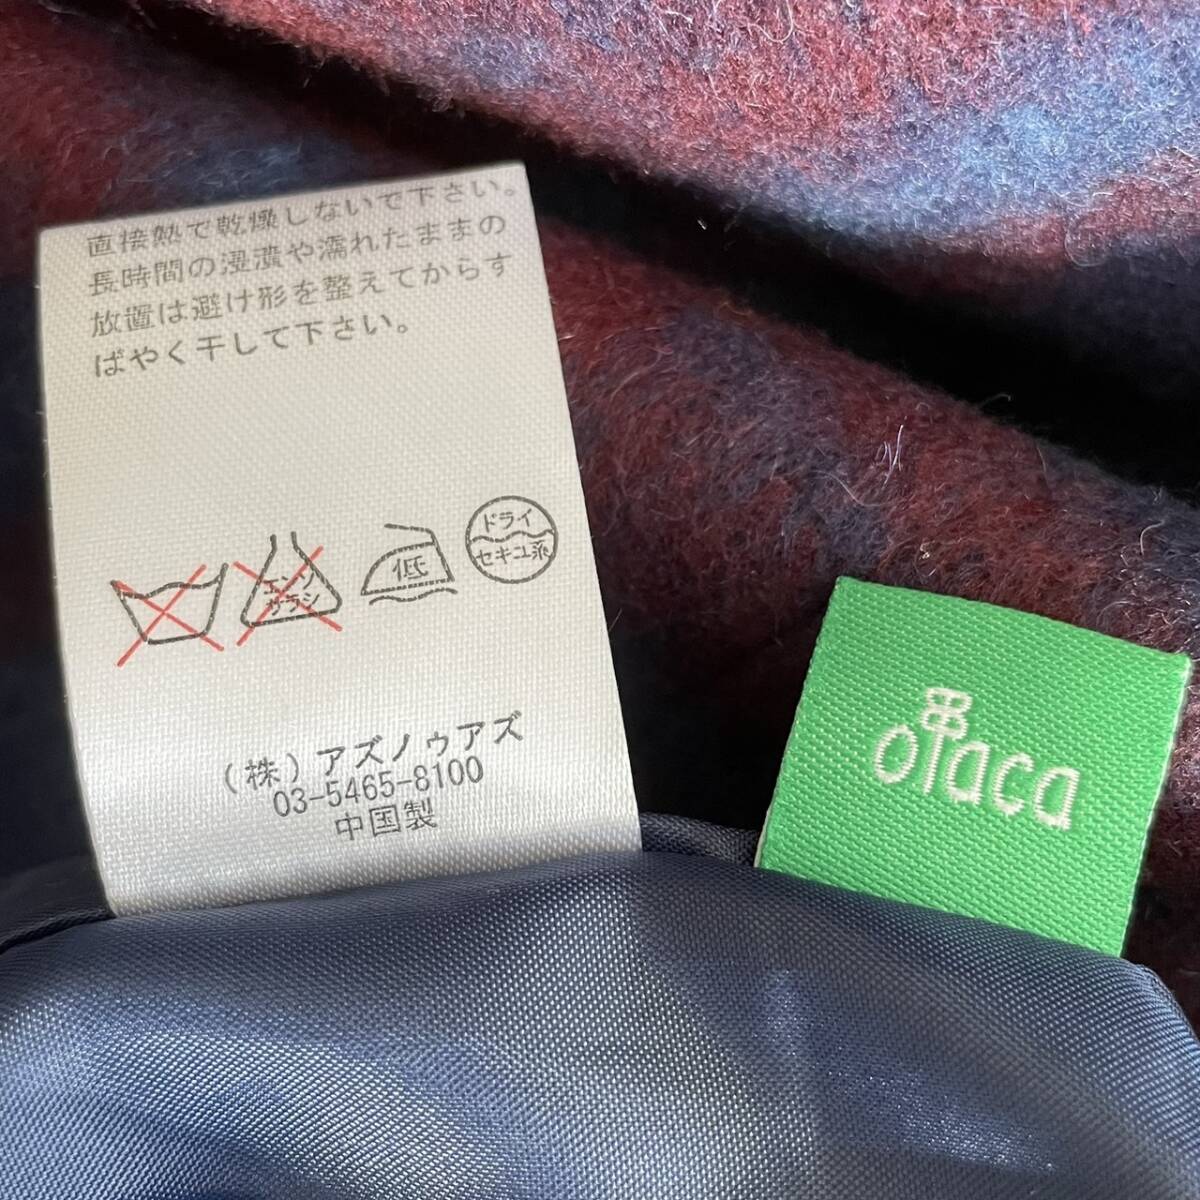 直接熱で乾燥しないで下さい。
長時間の浸漬や濡れたままの
放置は避け形を整えてからす
ばやく干して下さい。
エンソ
サラシ
低
ドライ
セキユ系
(株)アズノゥアズ
03-5465-8100
中国製
otaca